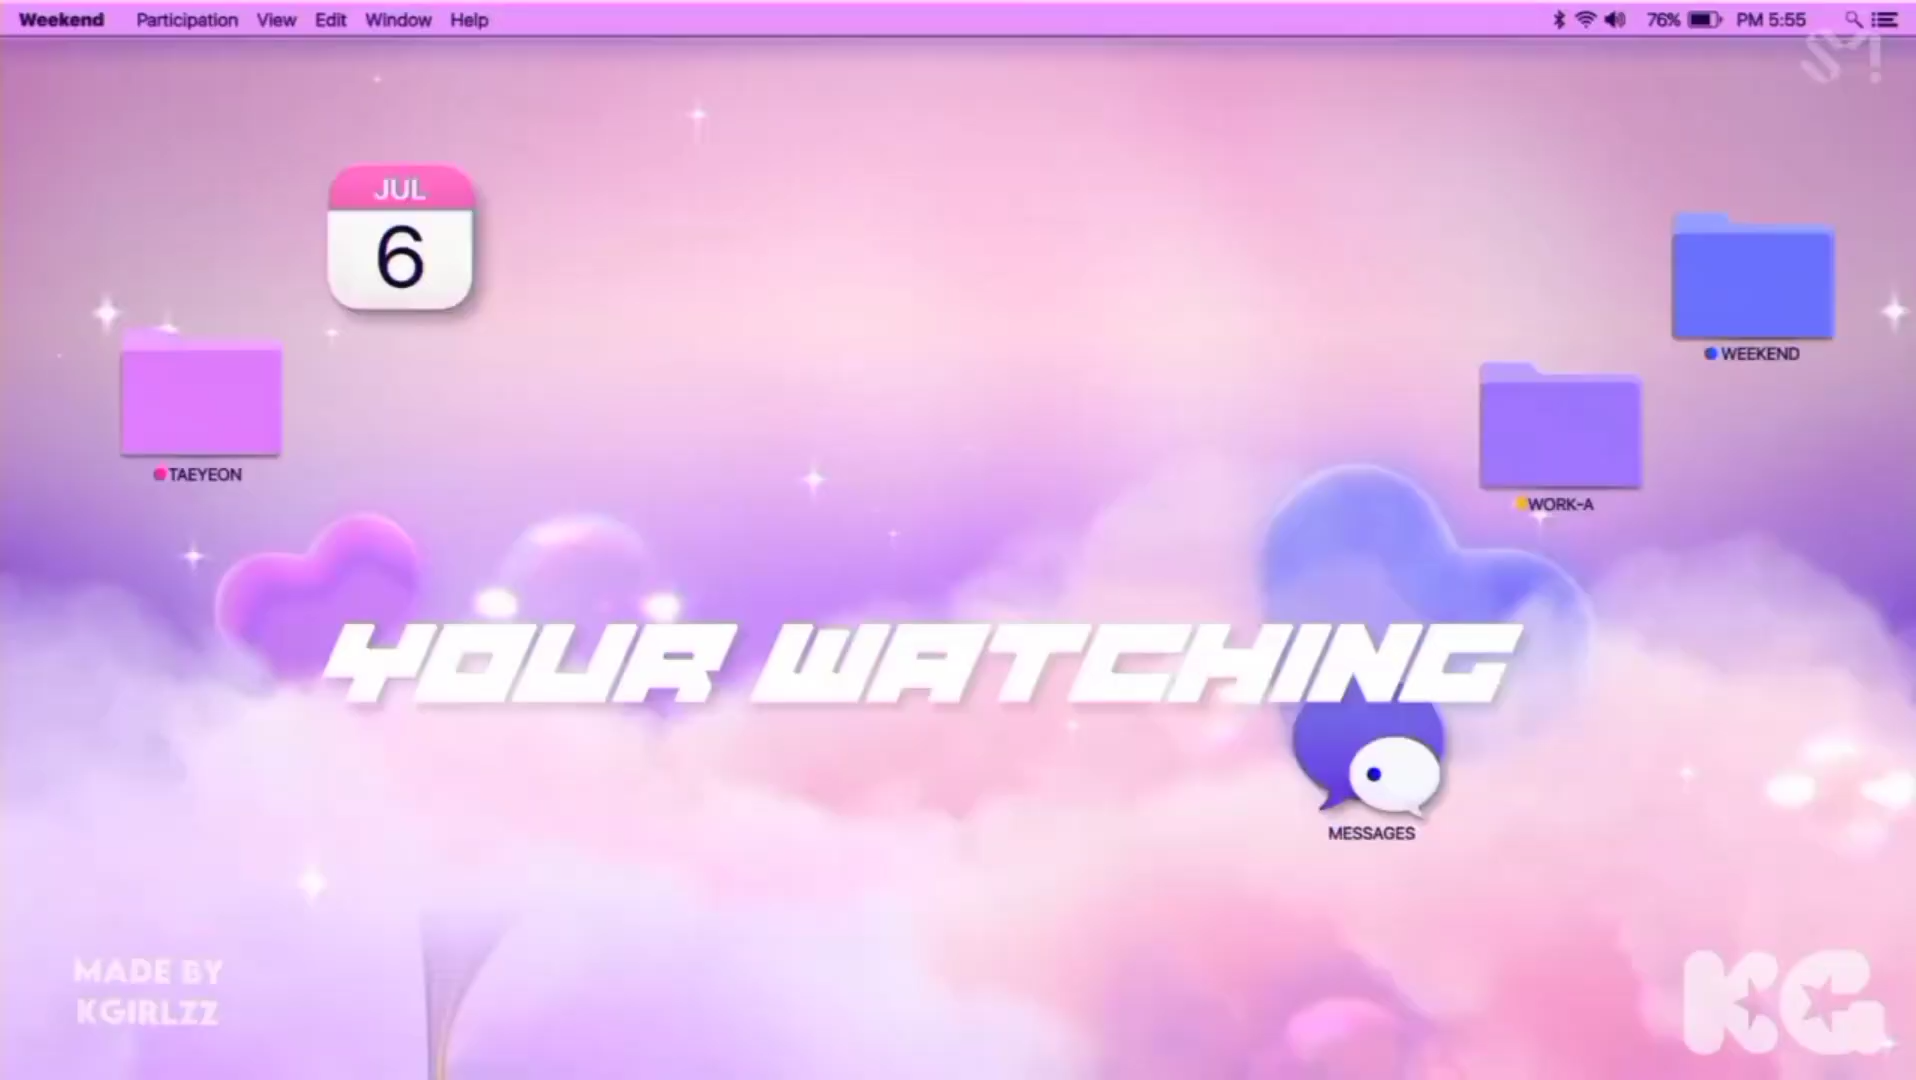 Weekend Participation View Edit Window Help 76% PM 5:55
SM!
JUL
6
WEEKEND
TAEYEON
WORK-A
YOUR WATCHING
MESSAGES
MADE BY
KGIRLZZ
KG